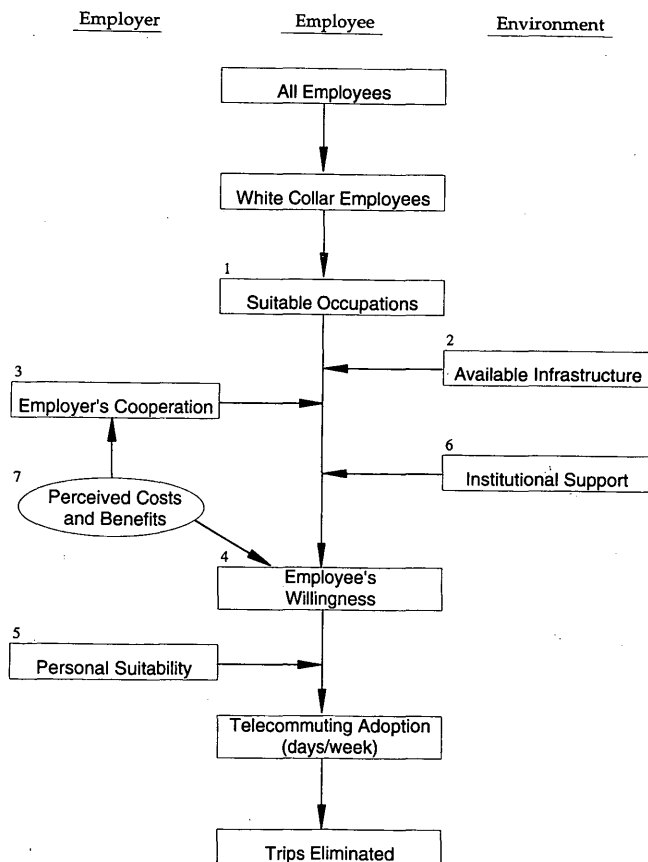 Employer Employee Environment
All Employees
White Collar Employees
1
Suitable Occupations
2
Available Infrastructure
3
Employer's Cooperation
6
Institutional Support
7
Perceived Costs
and Benefits
4
Employee's
Willingness
5
Personal Suitability
Telecommuting Adoption
(days/week)
Trips Eliminated